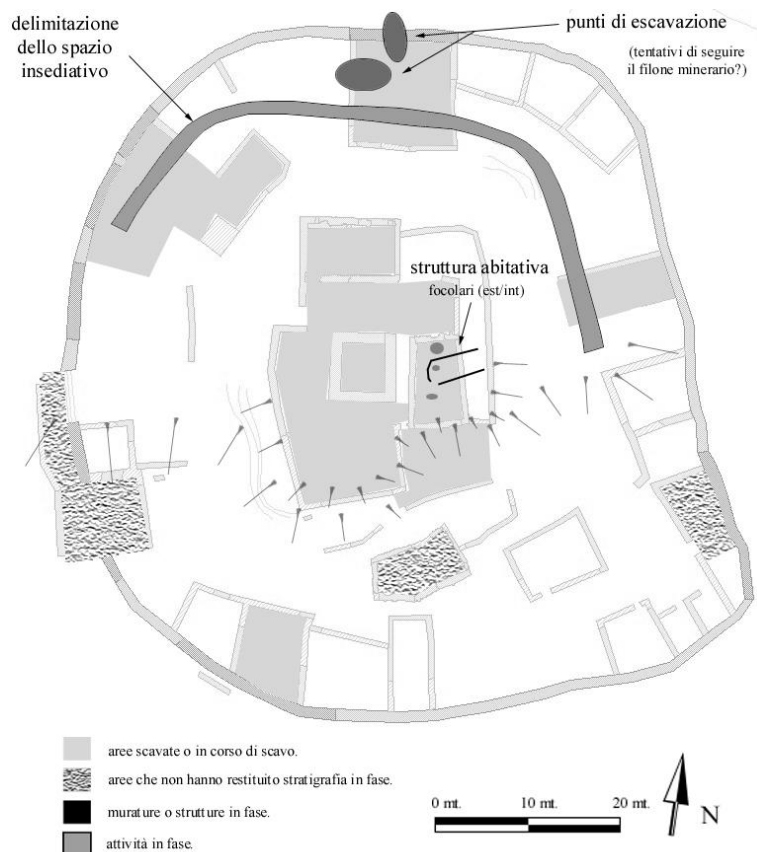 delimitazione
dello spazio
insediativo
punti di escavazione
(tentativi di seguire
il filone minerario?)
struttura abitativa
focolari (est/int)
aree scavate o in corso di scavo.
aree che non hanno restituito stratigrafia in fase.
murature o strutture in fase.
attività in fase.
0 mt. 10 mt. 20 mt.
N